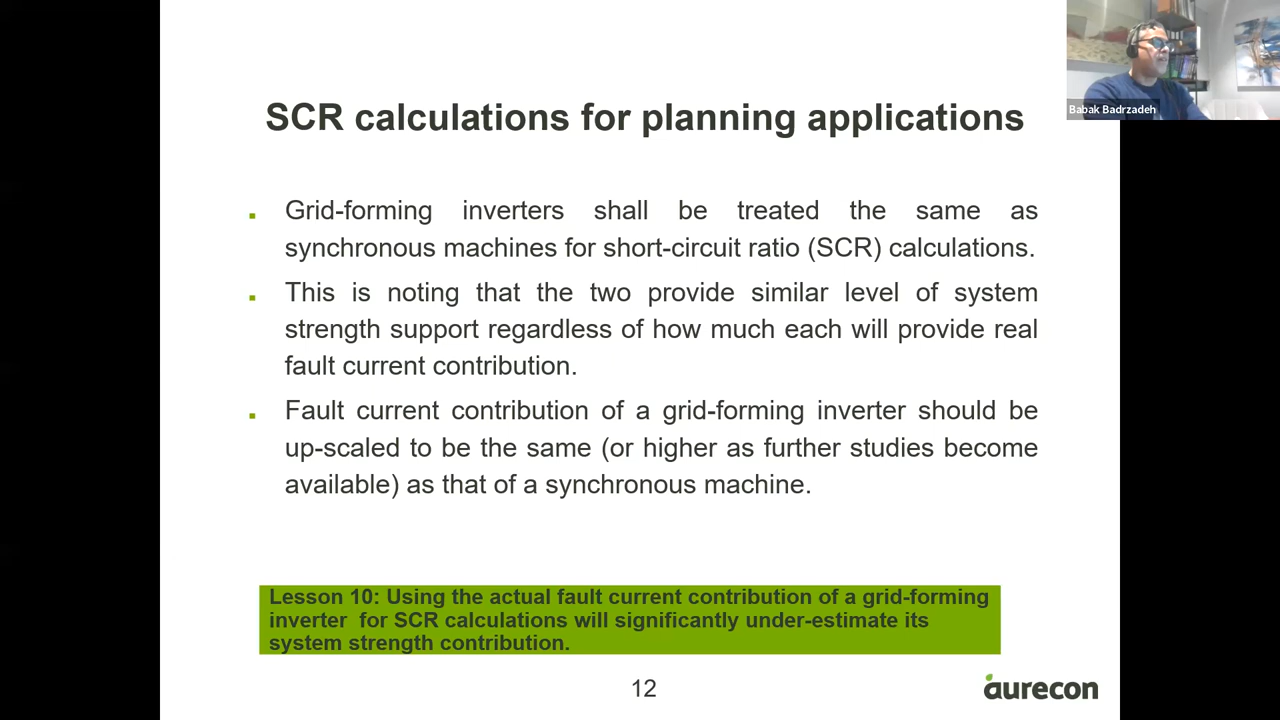 SCR calculations for planning applications
Babak Badrzadeh
Grid-forming inverters shall be treated the same as
synchronous machines for short-circuit ratio (SCR) calculations.
This is noting that the two provide similar level of system
strength support regardless of how much each will provide real
fault current contribution.
Fault current contribution of a grid-forming inverter should be
up-scaled to be the same (or higher as further studies become
available) as that of a synchronous machine.
Lesson 10: Using the actual fault current contribution of a grid-forming
inverter for SCR calculations will significantly under-estimate its
system strength contribution.
12
aurecon